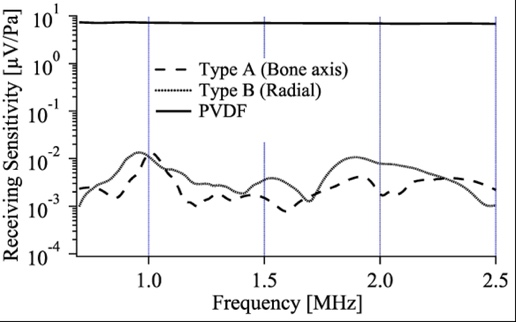 Receiving Sensitivity [μV/Pa]
10^1
10^0
10^-1
10^-2
10^-3
10^-4
Type A (Bone axis)
Type B (Radial)
PVDF
1.0 1.5 2.0 2.5
Frequency [MHz]